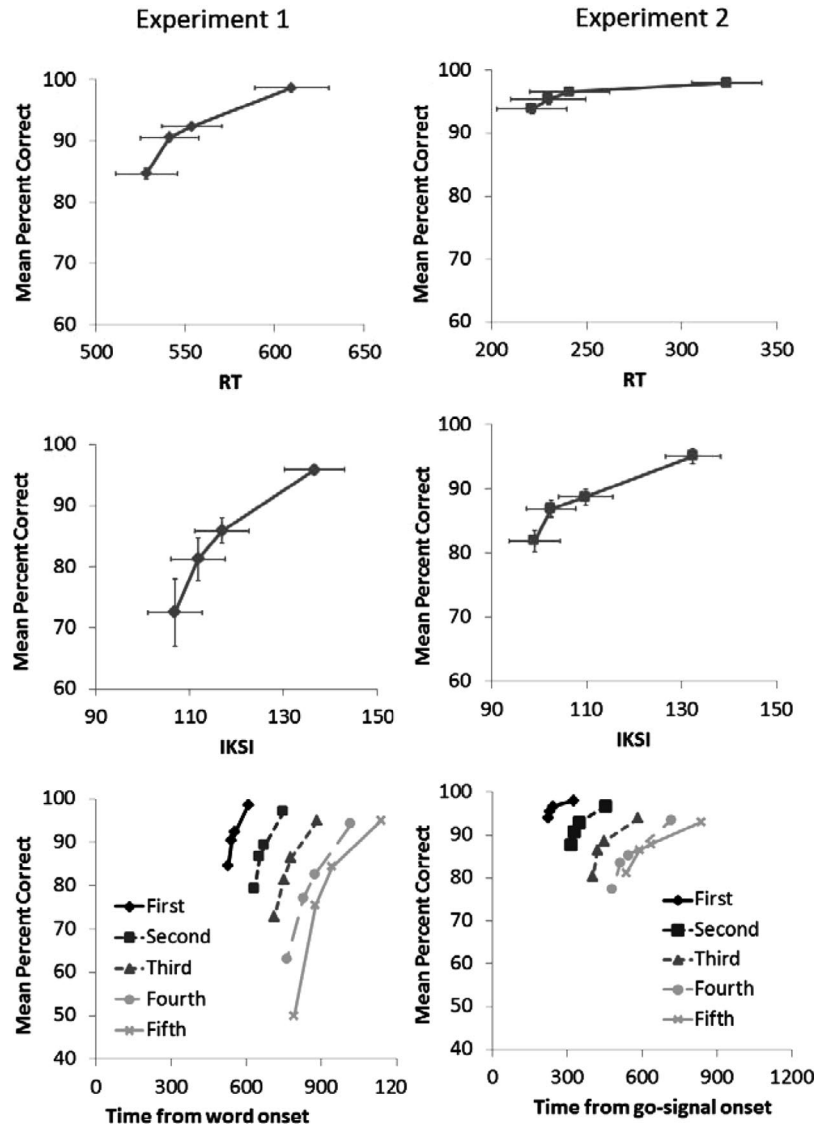 Experiment 1
Experiment 2
100
90
80
70
60
500 550 600 650
Mean Percent Correct
RT
100
90
80
70
60
200 250 300 350
Mean Percent Correct
RT
100
90
80
70
60
90 110 130 150
Mean Percent Correct
IKSI
100
90
80
70
60
90 110 130 150
Mean Percent Correct
IKSI
100
90
80
70
60
50
40
0 300 600 900 120
Mean Percent Correct
First
Second
Third
Fourth
Fifth
Time from word onset
100
90
80
70
60
50
40
0 300 600 900 1200
Mean Percent Correct
First
Second
Third
Fourth
Fifth
Time from go-signal onset